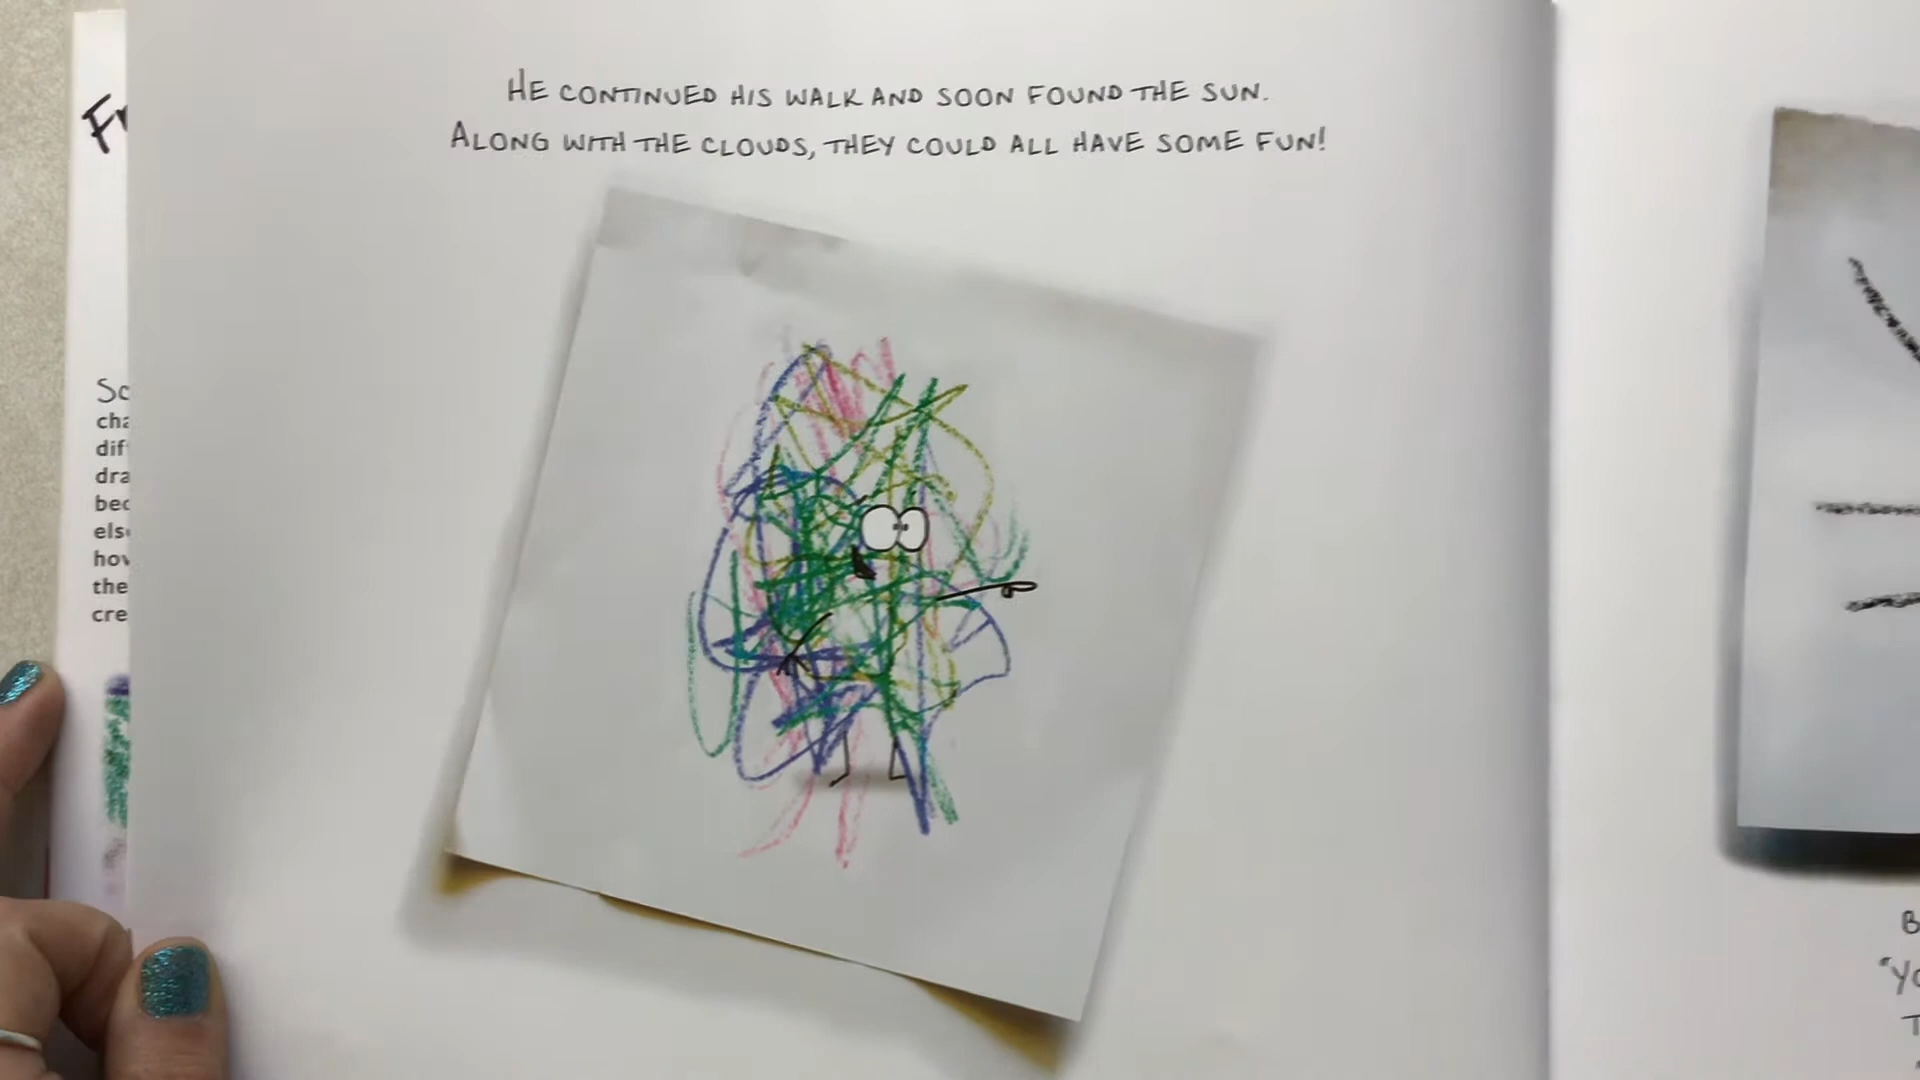 HE CONTINUED HIS WALK AND SOON FOUND THE SUN.
ALONG WITH THE CLOUDS, THEY COULD ALL HAVE SOME FUN!